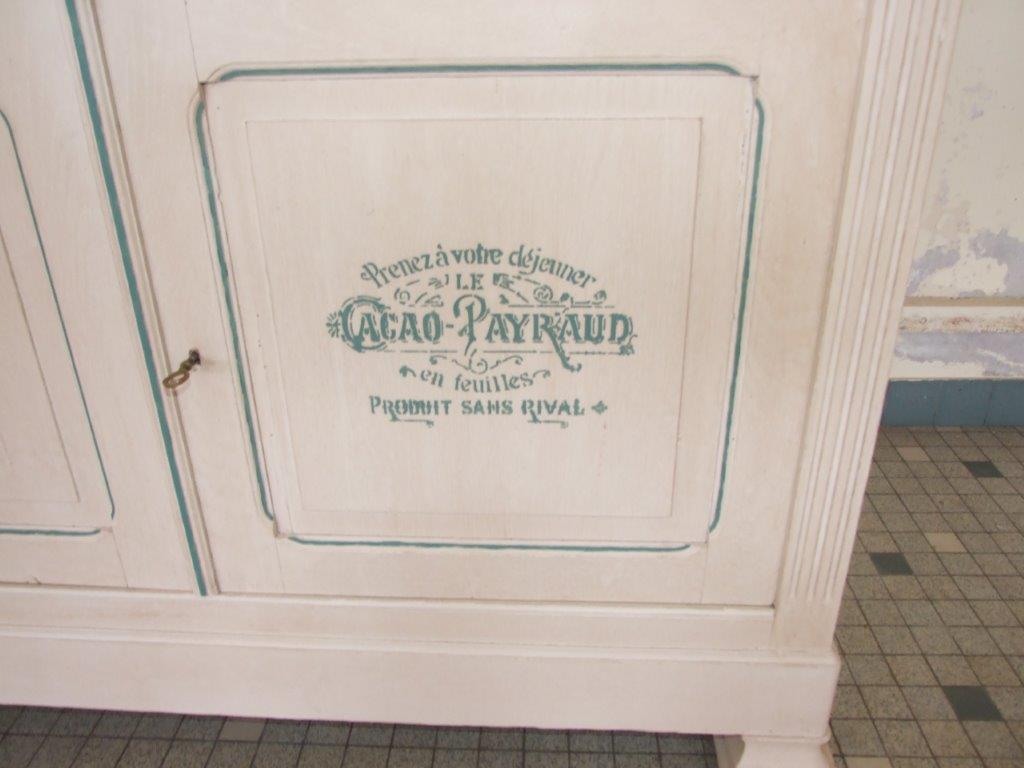 Prenez à votre déjeuner
LE
CACAO-PAYRAUD
en feuilles
PRODUIT SANS RIVAL